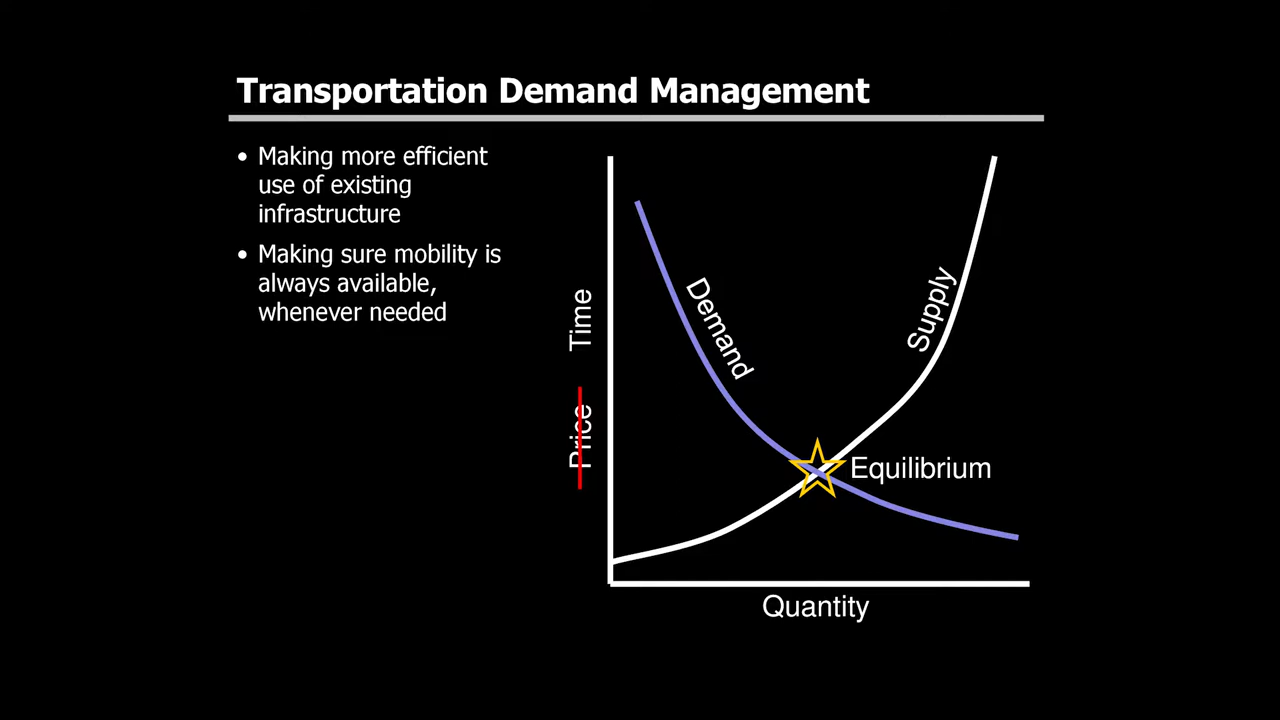 Transportation Demand Management
• Making more efficient
use of existing
infrastructure
• Making sure mobility is
always available,
whenever needed
Time
Price
Demand
Supply
Equilibrium
Quantity